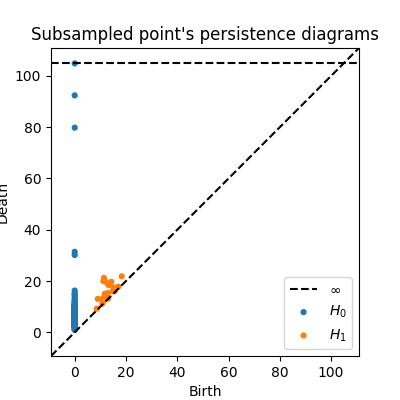 Subsampled point's persistence diagrams
100
80
60
40
20
0
Death
0 20 40 60 80 100
Birth
∞
H₀
H₁